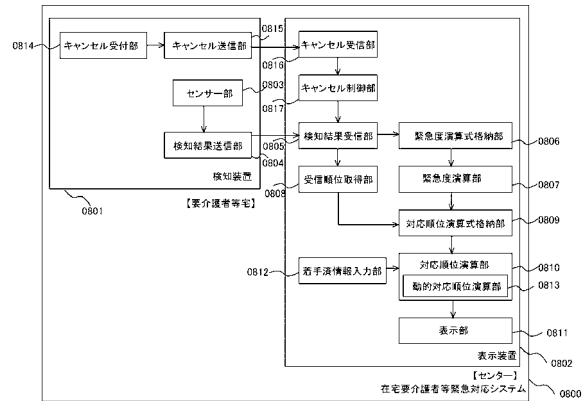 0814
キャンセル受付部
キャンセル送信部
0815
キャンセル受信部
0816
キャンセル制御部
0817
センサー部
0803
検知結果送信部
0804
検知装置
0801
【要介護者等宅】
検知結果受信部
0805
緊急度演算式格納部
0806
受信順位取得部
0808
緊急度演算部
0807
対応順位演算式格納部
0809
0812
着手済情報入力部
対応順位演算部
0810
動的対応順位演算部
0813
表示部
0811
表示装置
0802
【センター】
在宅要介護者等緊急対応システム
0800